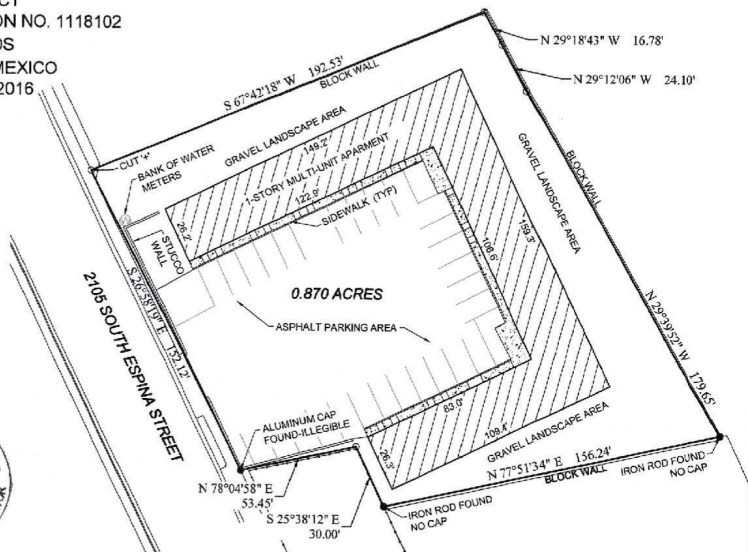 CT
ON NO. 1118102
OS
MEXICO
2016
N 29°18'43" W 16.78'
N 29°12'06" W 24.10'
S 67°42'18" W 192.53'
BLOCK WALL
CUT '+'
BANK OF WATER
METERS
GRAVEL LANDSCAPE AREA
149.2'
1-STORY MULTI-UNIT APARMENT
122.9'
SIDEWALK (TYP)
26.2'
STUCCO
WALL
S 26°58'19" E 152.12'
2105 SOUTH ESPINA STREET
0.870 ACRES
ASPHALT PARKING AREA
106.6'
159.3'
GRAVEL LANDSCAPE AREA
BLOCK WALL
N 29°39'52" W 179.65'
ALUMINUM CAP
FOUND-ILLEGIBLE
83.0'
109.4'
26.3'
GRAVEL LANDSCAPE AREA
N 77°51'34" E 156.24'
BLOCK WALL
IRON ROD FOUND
NO CAP
N 78°04'58" E
53.45'
S 25°38'12" E
30.00'
IRON ROD FOUND
NO CAP